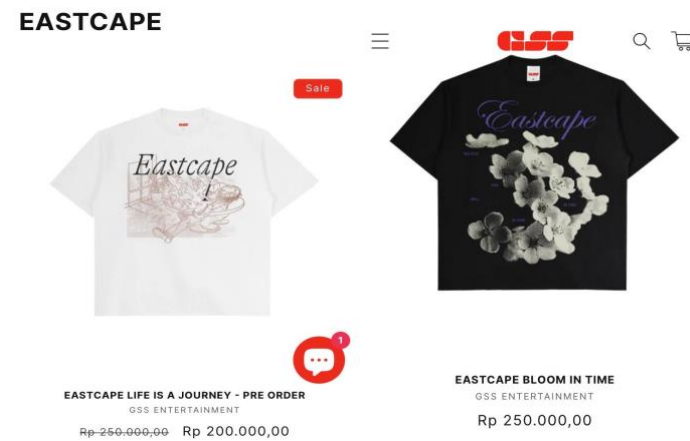 EASTCAPE
Sale
Eastcape
1
EASTCAPE LIFE IS A JOURNEY - PRE ORDER
GSS ENTERTAINMENT
Rp 250.000,00 Rp 200.000,00
GSS
Eastcape
EASTCAPE BLOOM IN TIME
GSS ENTERTAINMENT
Rp 250.000,00